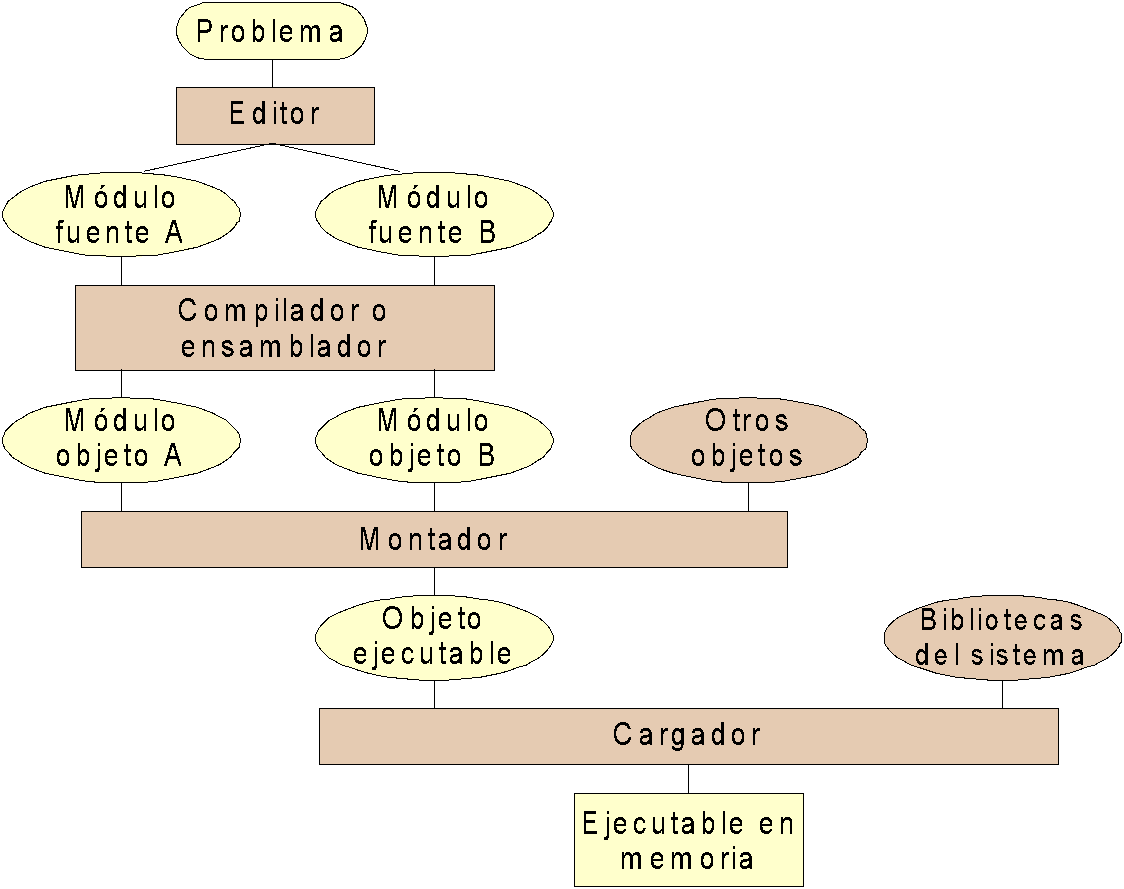 Problema
Editor
Módulo
fuente A
Módulo
fuente B
Compilador o
ensamblador
Módulo
objeto A
Módulo
objeto B
Otros
objetos
Montador
Objeto
ejecutable
Bibliotecas
del sistema
Cargador
Ejecutable en
memoria